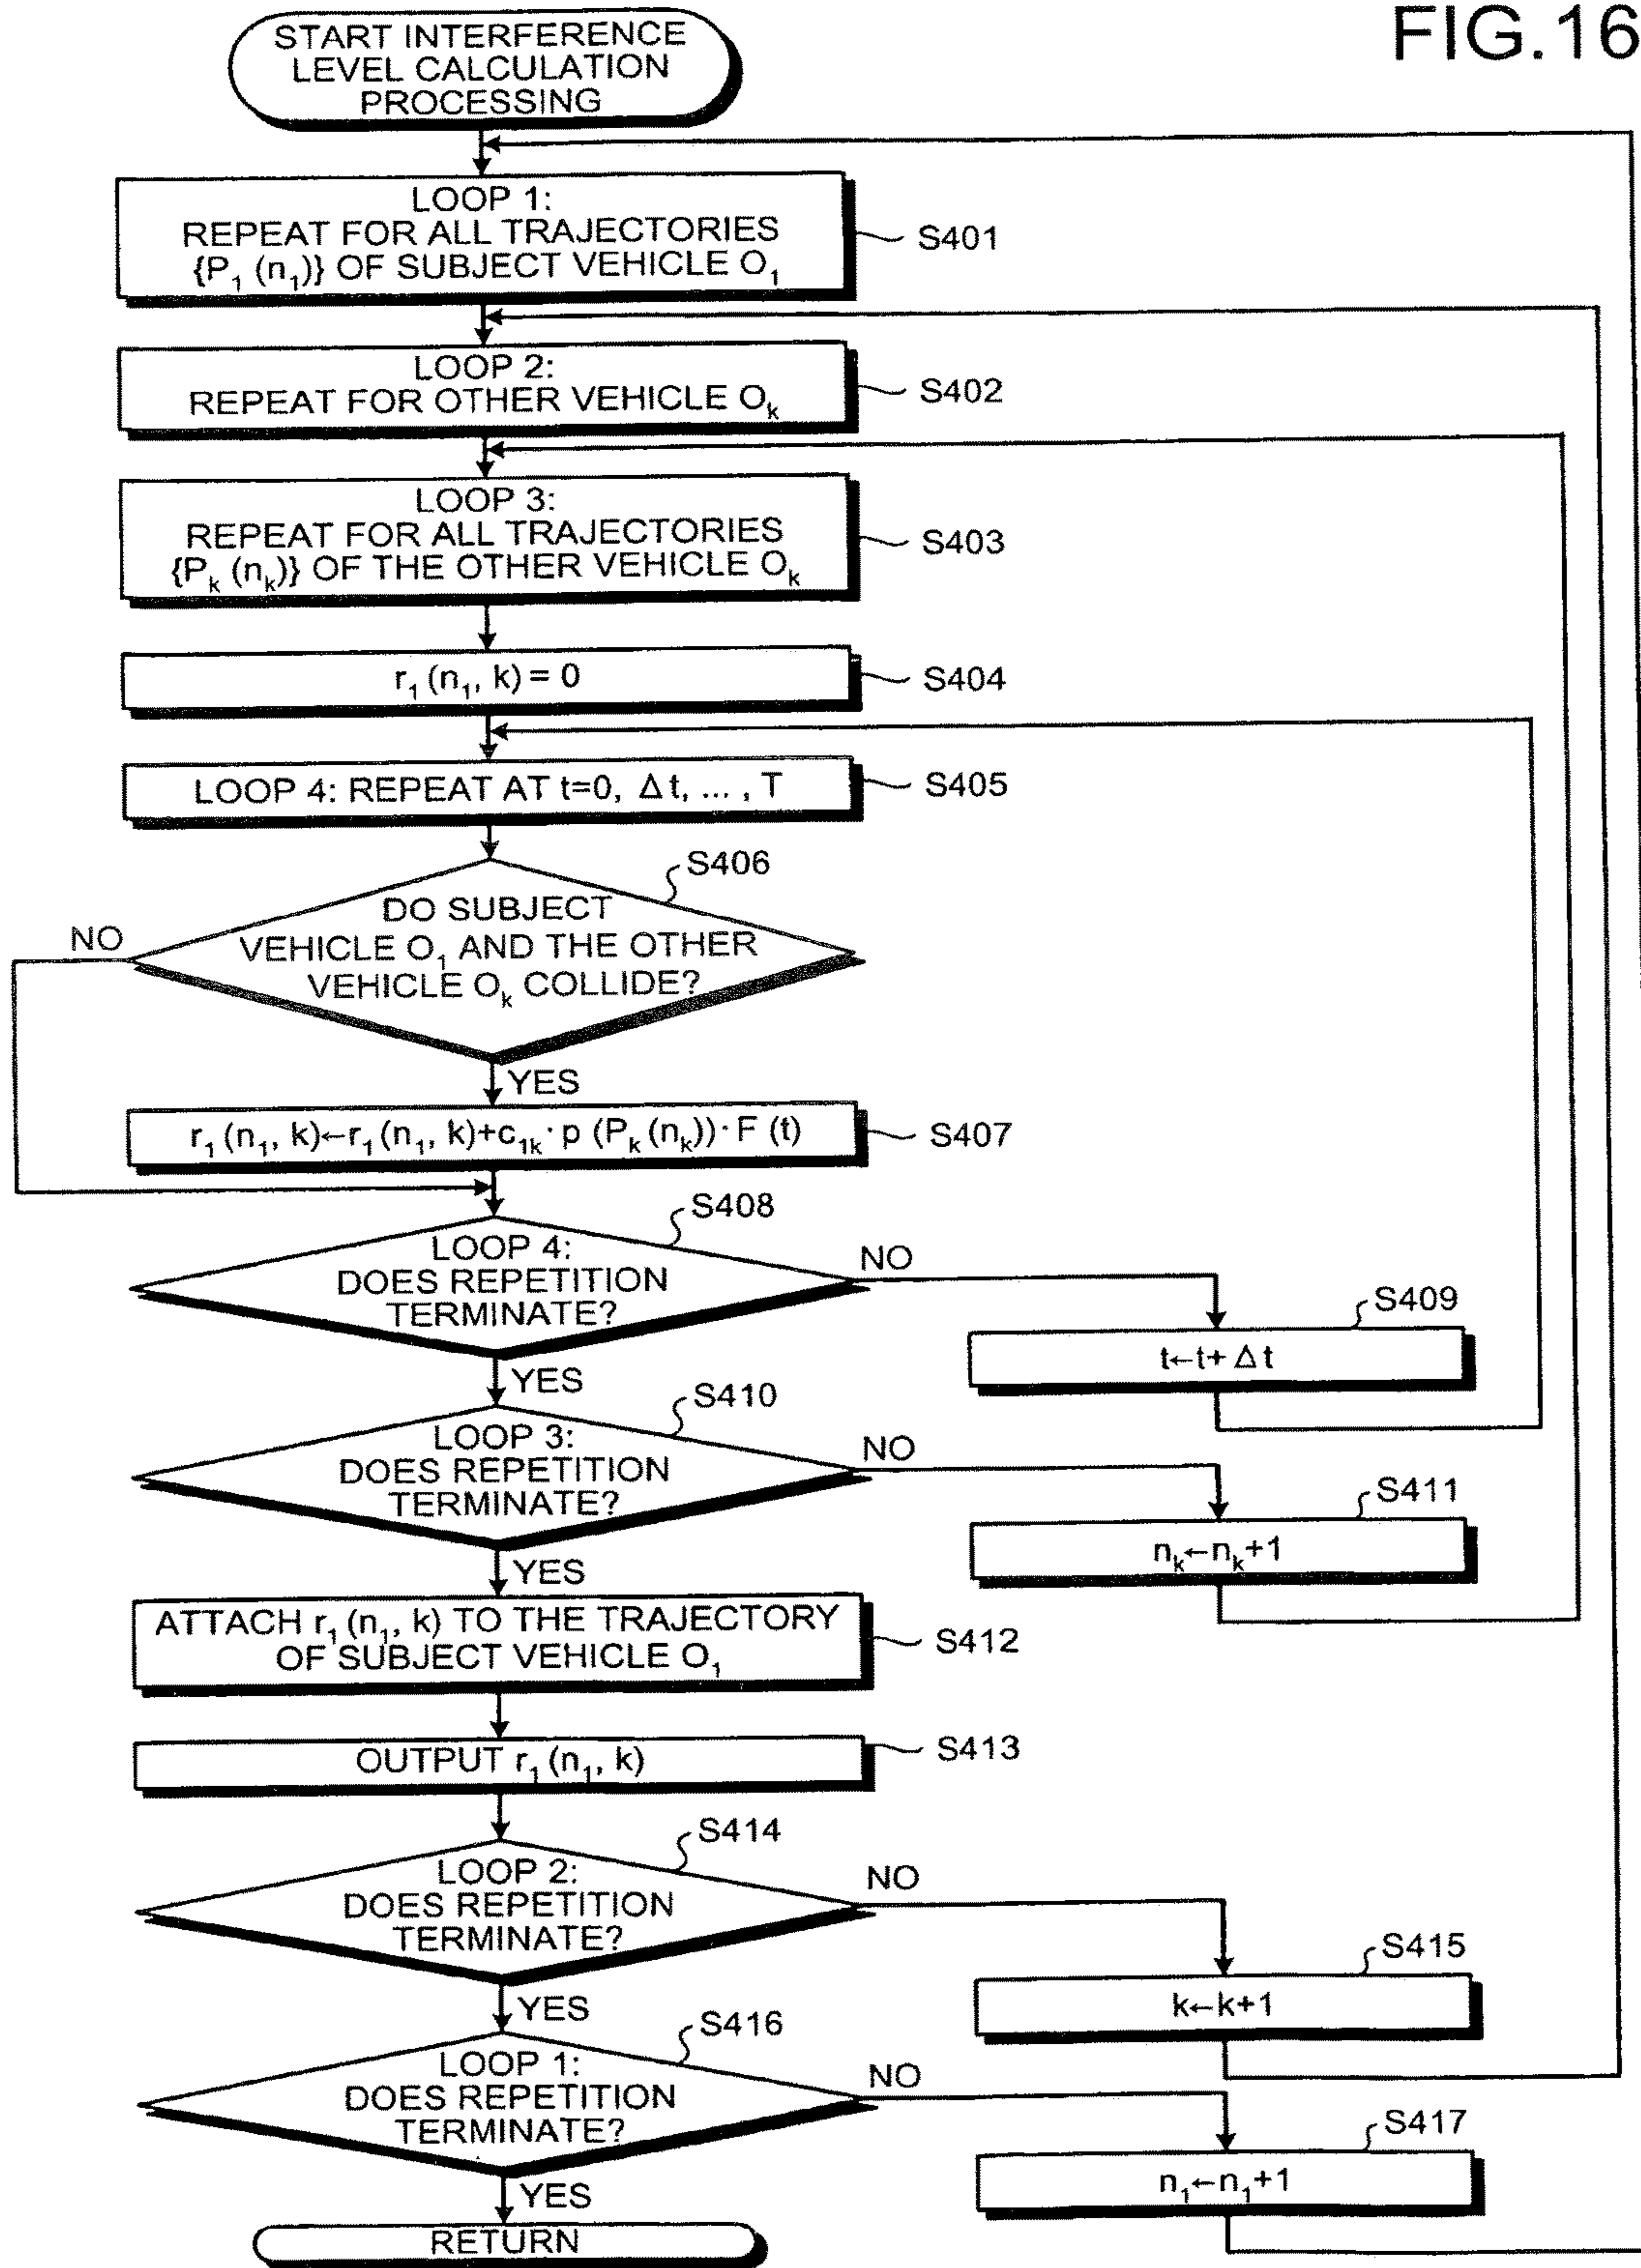 FIG.16
START INTERFERENCE
LEVEL CALCULATION
PROCESSING
LOOP 1:
REPEAT FOR ALL TRAJECTORIES
{P₁ (n₁)} OF SUBJECT VEHICLE O₁
S401
LOOP 2:
REPEAT FOR OTHER VEHICLE Oₖ
S402
LOOP 3:
REPEAT FOR ALL TRAJECTORIES
{Pₖ (nₖ)} OF THE OTHER VEHICLE Oₖ
S403
r₁ (n₁, k) = 0
S404
LOOP 4: REPEAT AT t=0, Δt, ... , T
S405
S406
DO SUBJECT
VEHICLE O₁ AND THE OTHER
VEHICLE Oₖ COLLIDE?
NO
YES
r₁ (n₁, k)←r₁ (n₁, k)+c₁ₖ · p (Pₖ (nₖ)) · F (t)
S407
S408
LOOP 4:
DOES REPETITION
TERMINATE?
NO
S409
t←t+ Δt
YES
S410
LOOP 3:
DOES REPETITION
TERMINATE?
NO
S411
nₖ←nₖ+1
YES
ATTACH r₁ (n₁, k) TO THE TRAJECTORY
OF SUBJECT VEHICLE O₁
S412
OUTPUT r₁ (n₁, k)
S413
S414
LOOP 2:
DOES REPETITION
TERMINATE?
NO
S415
k←k+1
YES
S416
LOOP 1:
DOES REPETITION
TERMINATE?
NO
S417
n₁←n₁+1
YES
RETURN